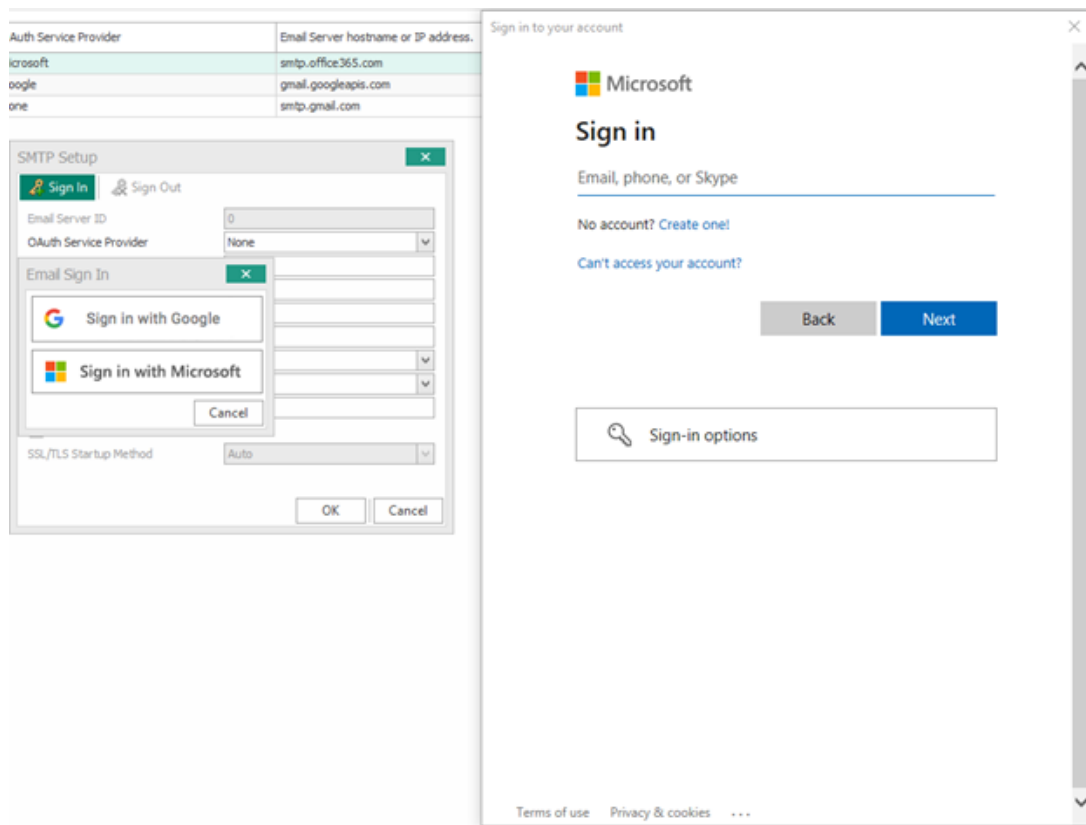 Auth Service Provider
Email Server hostname or IP address.
icrosoft
smtp.office365.com
oogle
gmail.googleapis.com
one
smtp.gmail.com
SMTP Setup
Sign In
Sign Out
Email Server ID
0
OAuth Service Provider
None
Email Sign In
Sign in with Google
Sign in with Microsoft
Cancel
SSL/TLS Startup Method
Auto
OK
Cancel
Sign in to your account
Microsoft
Sign in
Email, phone, or Skype
No account? Create one!
Can't access your account?
Back
Next
Sign-in options
Terms of use
Privacy & cookies
...